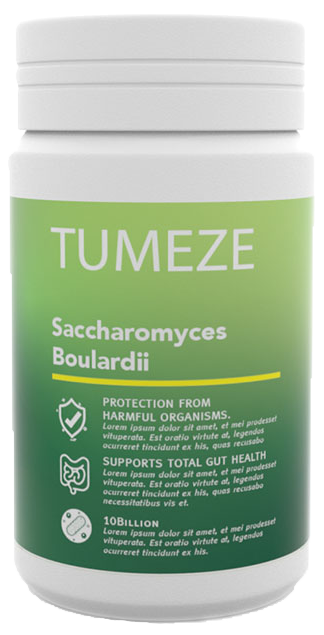 TUMEZE
Saccharomyces
Boulardii
PROTECTION FROM
HARMFUL ORGANISMS.
Lorem ipsum dolor sit amet, et mei prodesset
vituperata. Est oratio virtute at, legendos
ocurreret tincidunt ex his, quas recusabo
SUPPORTS TOTAL GUT HEALTH
Lorem ipsum dolor sit amet, et mei prodesset
vituperata. Est oratio virtute at, legendos
ocurreret tincidunt ex his, quas recusabo
necessitatibus vis et.
10BILLION
Lorem ipsum dolor sit amet, et mei prodesset
vituperata. Est oratio virtute at, legendos
ocurreret tincidunt ex his.